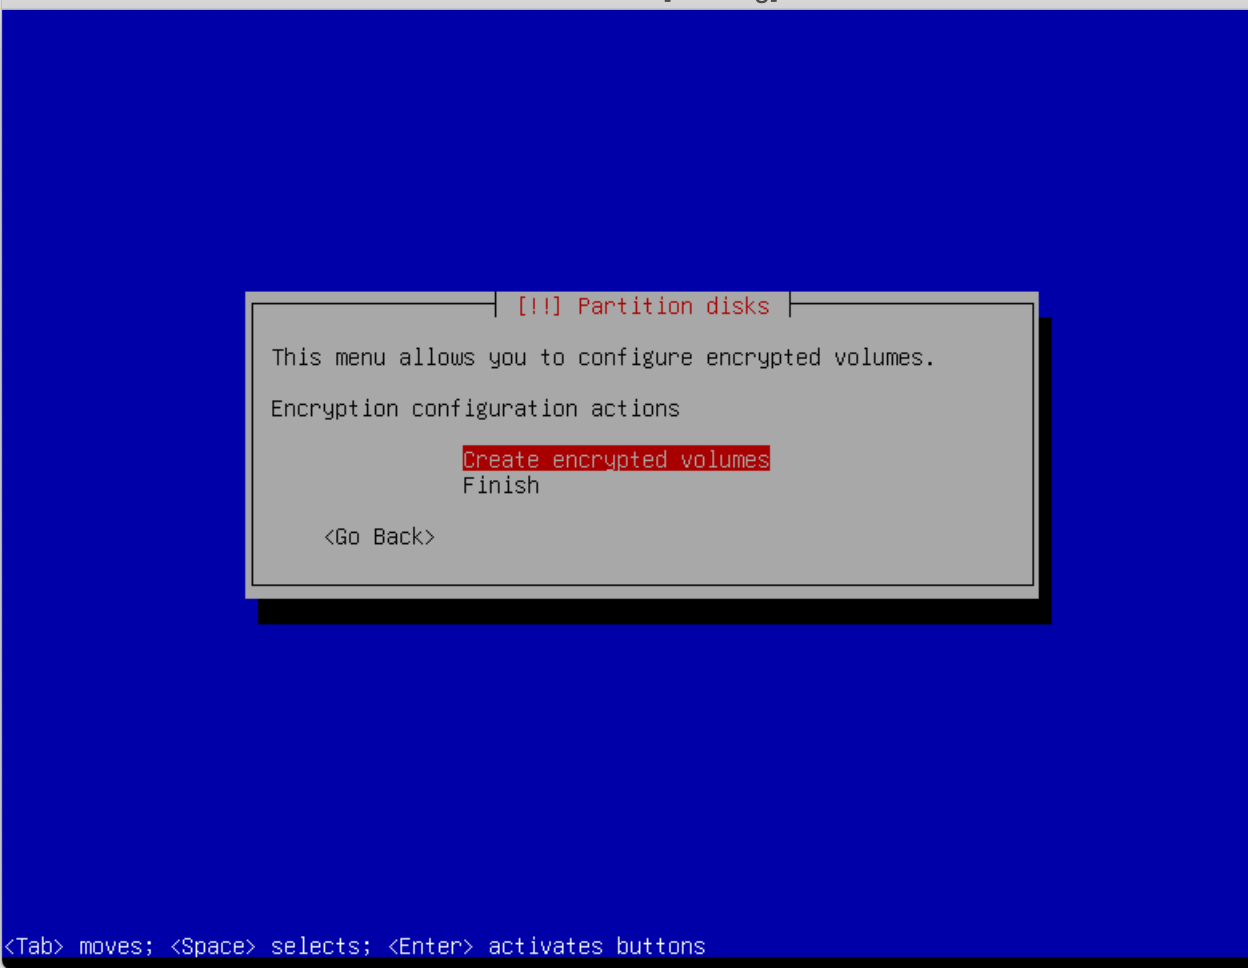 [!!] Partition disks
This menu allows you to configure encrypted volumes.
Encryption configuration actions
Create encrypted volumes
Finish
<Go Back>
<Tab> moves; <Space> selects; <Enter> activates buttons